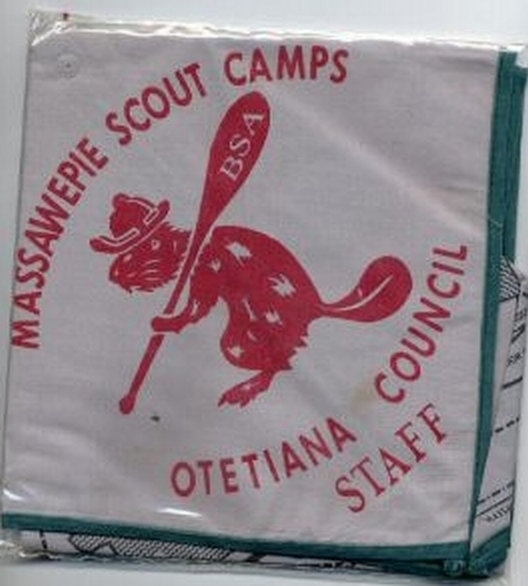 MASSAWEPIE SCOUT CAMPS
BSA
OTETIANA COUNCIL
STAFF